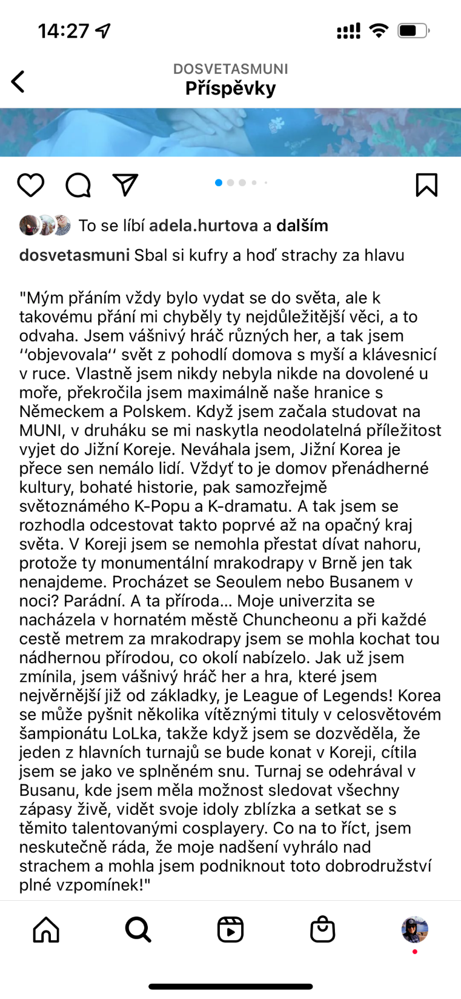 14:27
DOSVETASMUNI
Příspěvky
To se líbí adela.hurtova a dalším
dosvetasmuni Sbal si kufry a hoď strachy za hlavu
"Mým přáním vždy bylo vydat se do světa, ale k
takovému přání mi chyběly ty nejdůležitější věci, a to
odvaha. Jsem vášnivý hráč různých her, a tak jsem
‘‘objevovala‘‘ svět z pohodlí domova s myší a klávesnicí
v ruce. Vlastně jsem nikdy nebyla nikde na dovolené u
moře, překročila jsem maximálně naše hranice s
Německem a Polskem. Když jsem začala studovat na
MUNI, v druháku se mi naskytla neodolatelná příležitost
vyjet do Jižní Koreje. Neváhala jsem, Jižní Korea je
přece sen nemálo lidí. Vždyť to je domov přenádherné
kultury, bohaté historie, pak samozřejmě
světoznámého K-Popu a K-dramatu. A tak jsem se
rozhodla odcestovat takto poprvé až na opačný kraj
světa. V Koreji jsem se nemohla přestat dívat nahoru,
protože ty monumentální mrakodrapy v Brně jen tak
nenajdeme. Procházet se Seoulem nebo Busanem v
noci? Parádní. A ta příroda... Moje univerzita se
nacházela v hornatém městě Chuncheonu a při každé
cestě metrem za mrakodrapy jsem se mohla kochat tou
nádhernou přírodou, co okolí nabízelo. Jak už jsem
zmínila, jsem vášnivý hráč her a hra, které jsem
nejvěrnější již od základky, je League of Legends! Korea
se může pyšnit několika vítěznými tituly v celosvětovém
šampionátu LoLka, takže když jsem se dozvěděla, že
jeden z hlavních turnajů se bude konat v Koreji, cítila
jsem se jako ve splněném snu. Turnaj se odehrával v
Busanu, kde jsem měla možnost sledovat všechny
zápasy živě, vidět svoje idoly zblízka a setkat se s
těmito talentovanými cosplayery. Co na to říct, jsem
neskutečně ráda, že moje nadšení vyhrálo nad
strachem a mohla jsem podniknout toto dobrodružství
plné vzpomínek!"